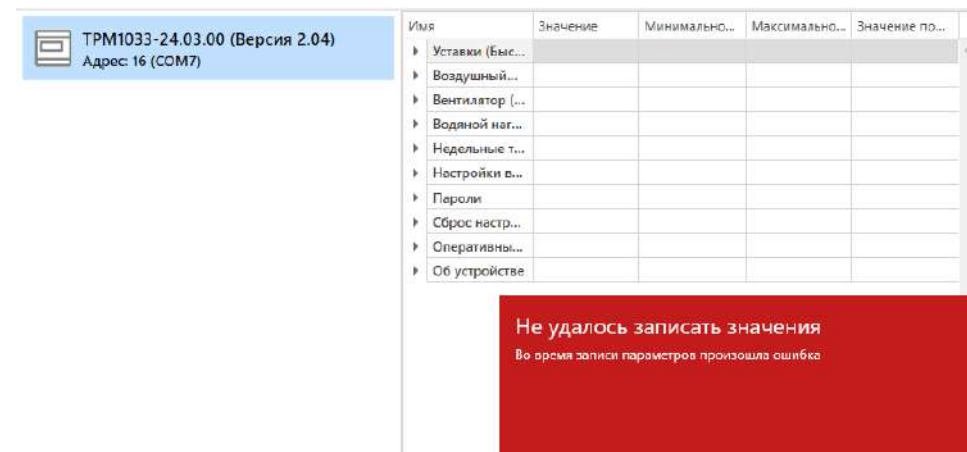 ТРМ1033-24.03.00 (Версия 2.04)
Адрес: 16 (COM7)
Имя Значение Минимально... Максимально... Значение по...
Уставки (Быс...
Воздушный...
Вентилятор (...
Водяной наг...
Недельные т...
Настройки в...
Пароли
Сброс настр...
Оперативны...
Об устройстве
Не удалось записать значения
Во время записи параметров произошла ошибка